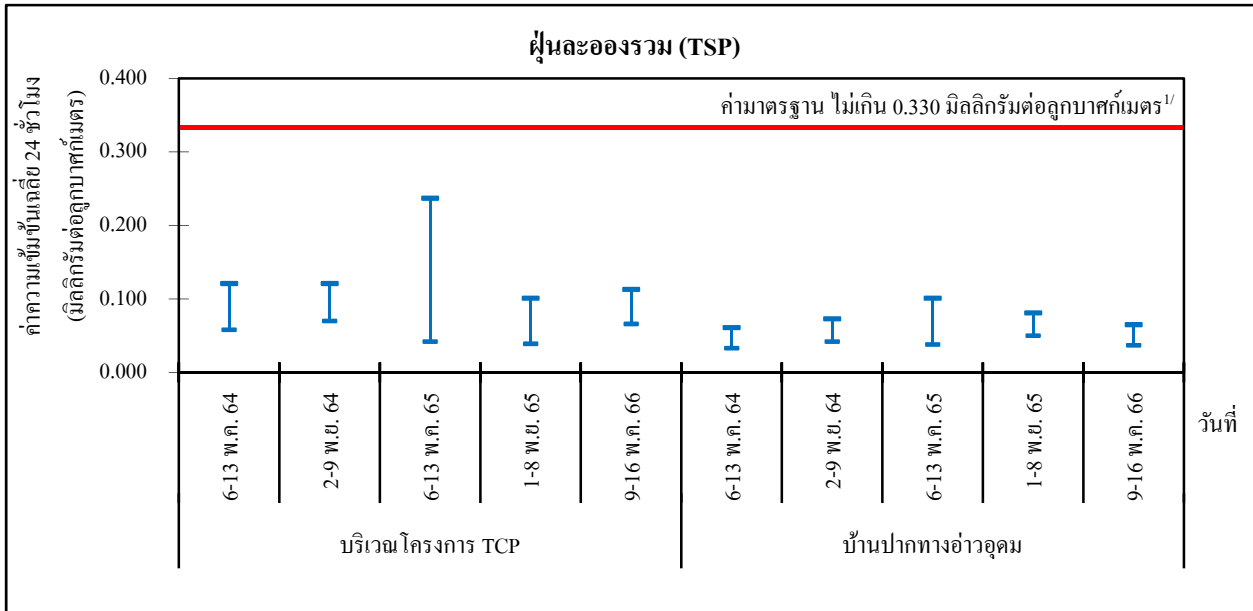 ฝุ่นละอองรวม (TSP)
ค่าความเข้มข้นเฉลี่ย 24 ชั่วโมง
(มิลลิกรัมต่อลูกบาศก์เมตร)
0.400
ค่ามาตรฐาน ไม่เกิน 0.330 มิลลิกรัมต่อลูกบาศก์เมตร1/
0.300
0.200
0.100
0.000
6-13 พ.ค. 64
2-9 พ.ย. 64
6-13 พ.ค. 65
1-8 พ.ย. 65
9-16 พ.ค. 66
6-13 พ.ค. 64
2-9 พ.ย. 64
6-13 พ.ค. 65
1-8 พ.ย. 65
9-16 พ.ค. 66
วันที่
บริเวณโครงการ TCP
บ้านปากทางอ่าวอุดม